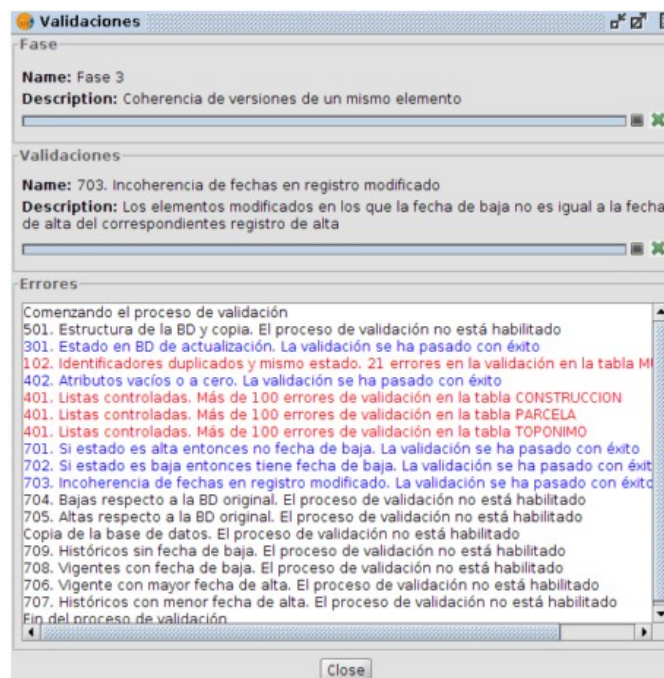 Validaciones
Fase
Name: Fase 3
Description: Coherencia de versiones de un mismo elemento
Validaciones
Name: 703. Incoherencia de fechas en registro modificado
Description: Los elementos modificados en los que la fecha de baja no es igual a la fecha
de alta del correspondientes registro de alta
Errores
Comenzando el proceso de validación
501. Estructura de la BD y copia. El proceso de validación no está habilitado
301. Estado en BD de actualización. La validación se ha pasado con éxito
102. Identificadores duplicados y mismo estado. 21 errores en la validación en la tabla
402. Atributos vacíos o a cero. La validación se ha pasado con éxito
401. Listas controladas. Más de 100 errores de validación en la tabla CONSTRUCCION
401. Listas controladas. Más de 100 errores de validación en la tabla PARCELA
401. Listas controladas. Más de 100 errores de validación en la tabla TOPONIMO
701. Si estado es alta entonces no fecha de baja. La validación se ha pasado con éxito
702. Si estado es baja entonces tiene fecha de baja. La validación se ha pasado con éxit
703. Incoherencia de fechas en registro modificado. La validación se ha pasado con éxito
704. Bajas respecto a la BD original. El proceso de validación no está habilitado
705. Altas respecto a la BD original. El proceso de validación no está habilitado
Copia de la base de datos. El proceso de validación no está habilitado
709. Históricos sin fecha de baja. El proceso de validación no está habilitado
708. Vigentes con fecha de baja. El proceso de validación no está habilitado
706. Vigente con mayor fecha de alta. El proceso de validación no está habilitado
707. Históricos con menor fecha de alta. El proceso de validación no está habilitado
Fin del proceso de validación
Close